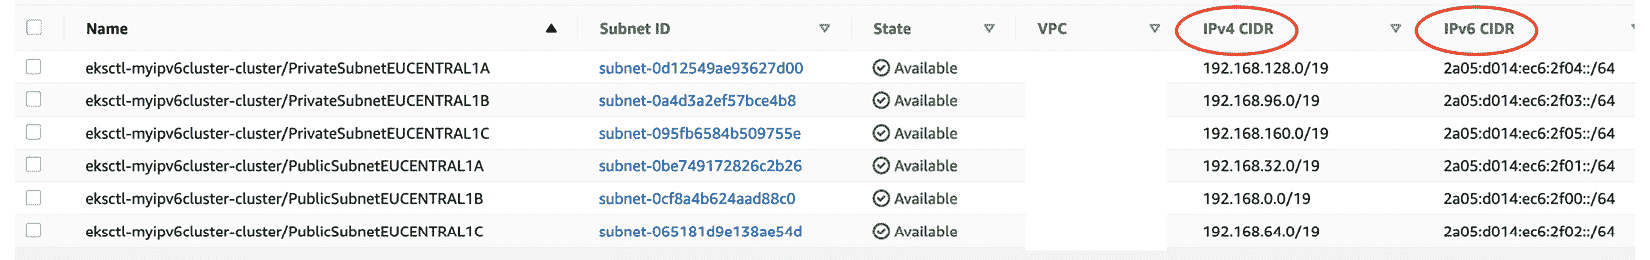 Name Subnet ID State VPC IPv4 CIDR IPv6 CIDR
eksctl-myipv6cluster-cluster/PrivateSubnetEUCENTRAL1A subnet-0d12549ae93627d00 Available 192.168.128.0/19 2a05:d014:ec6:2f04::/64
eksctl-myipv6cluster-cluster/PrivateSubnetEUCENTRAL1B subnet-0a4d3a2ef57bce4b8 Available 192.168.96.0/19 2a05:d014:ec6:2f03::/64
eksctl-myipv6cluster-cluster/PrivateSubnetEUCENTRAL1C subnet-095fb6584b509755e Available 192.168.160.0/19 2a05:d014:ec6:2f05::/64
eksctl-myipv6cluster-cluster/PublicSubnetEUCENTRAL1A subnet-0be749172826c2b26 Available 192.168.32.0/19 2a05:d014:ec6:2f01::/64
eksctl-myipv6cluster-cluster/PublicSubnetEUCENTRAL1B subnet-0cf8a4b624aad88c0 Available 192.168.0.0/19 2a05:d014:ec6:2f00::/64
eksctl-myipv6cluster-cluster/PublicSubnetEUCENTRAL1C subnet-065181d9e138ae54d Available 192.168.64.0/19 2a05:d014:ec6:2f02::/64